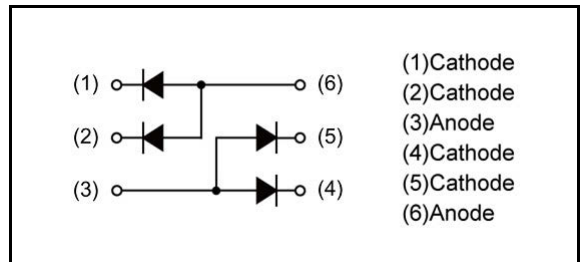 (1) (6)
(2) (5)
(3) (4)
(1)Cathode
(2)Cathode
(3)Anode
(4)Cathode
(5)Cathode
(6)Anode